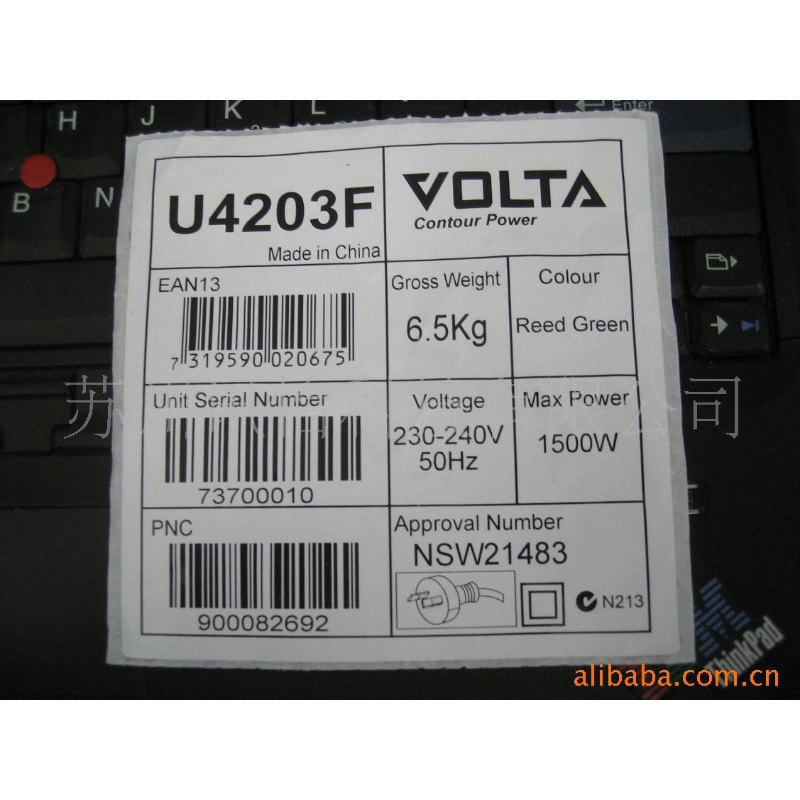 H J K L Enter
B N
U4203F
Made in China
VOLTA
Contour Power
EAN13
7 319590 020675
Gross Weight
6.5Kg
Colour
Reed Green
Unit Serial Number
73700010
Voltage
230-240V
50Hz
Max Power
1500W
PNC
900082692
Approval Number
NSW21483
N213
ThinkPad
alibaba.com.cn